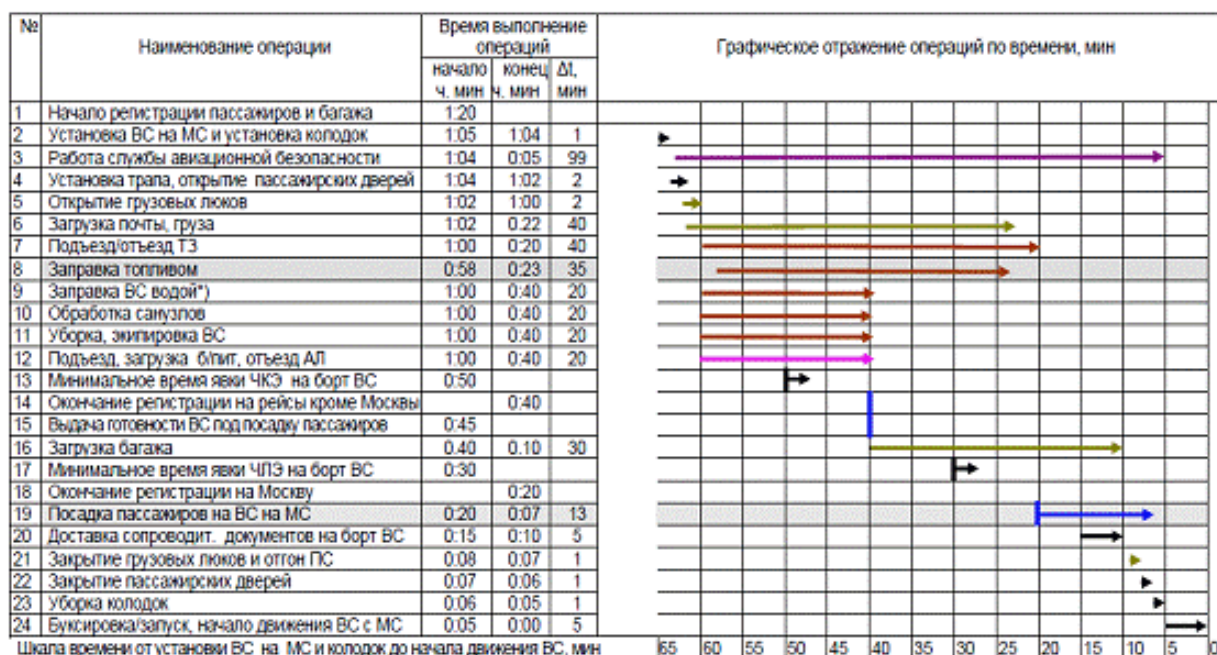 № Наименование операции Время выполнение операций Графическое отражение операций по времени, мин
начало ч. мин конец ч. мин Δt, мин
1 Начало регистрации пассажиров и багажа 1:20
2 Установка ВС на МС и установка колодок 1:05 1:04 1
3 Работа службы авиационной безопасности 1:04 0:05 99
4 Установка трапа, открытие пассажирских дверей 1:04 1:02 2
5 Открытие грузовых люков 1:02 1:00 2
6 Загрузка почты, груза 1:02 0.22 40
7 Подъезд/отъезд ТЗ 1:00 0:20 40
8 Заправка топливом 0:58 0:23 35
9 Заправка ВС водой*) 1:00 0:40 20
10 Обработка санузлов 1:00 0:40 20
11 Уборка, экипировка ВС 1:00 0:40 20
12 Подъезд, загрузка б/пит, отъезд АЛ 1:00 0:40 20
13 Минимальное время явки ЧКЭ на борт ВС 0:50
14 Окончание регистрации на рейсы кроме Москвы 0:40
15 Выдача готовности ВС под посадку пассажиров 0:45
16 Загрузка багажа 0.40 0.10 30
17 Минимальное время явки ЧЛЭ на борт ВС 0:30
18 Окончание регистрации на Москву 0:20
19 Посадка пассажиров на ВС на МС 0:20 0:07 13
20 Доставка сопроводит. документов на борт ВС 0:15 0:10 5
21 Закрытие грузовых люков и отгон ПС 0:08 0:07 1
22 Закрытие пассажирских дверей 0:07 0:06 1
23 Уборка колодок 0:06 0:05 1
24 Буксировка/запуск, начало движения ВС с МС 0:05 0:00 5
Шкала времени от установки ВС на МС и колодок до начала движения ВС, мин 65 60 55 50 45 40 35 30 25 20 15 10 5 0